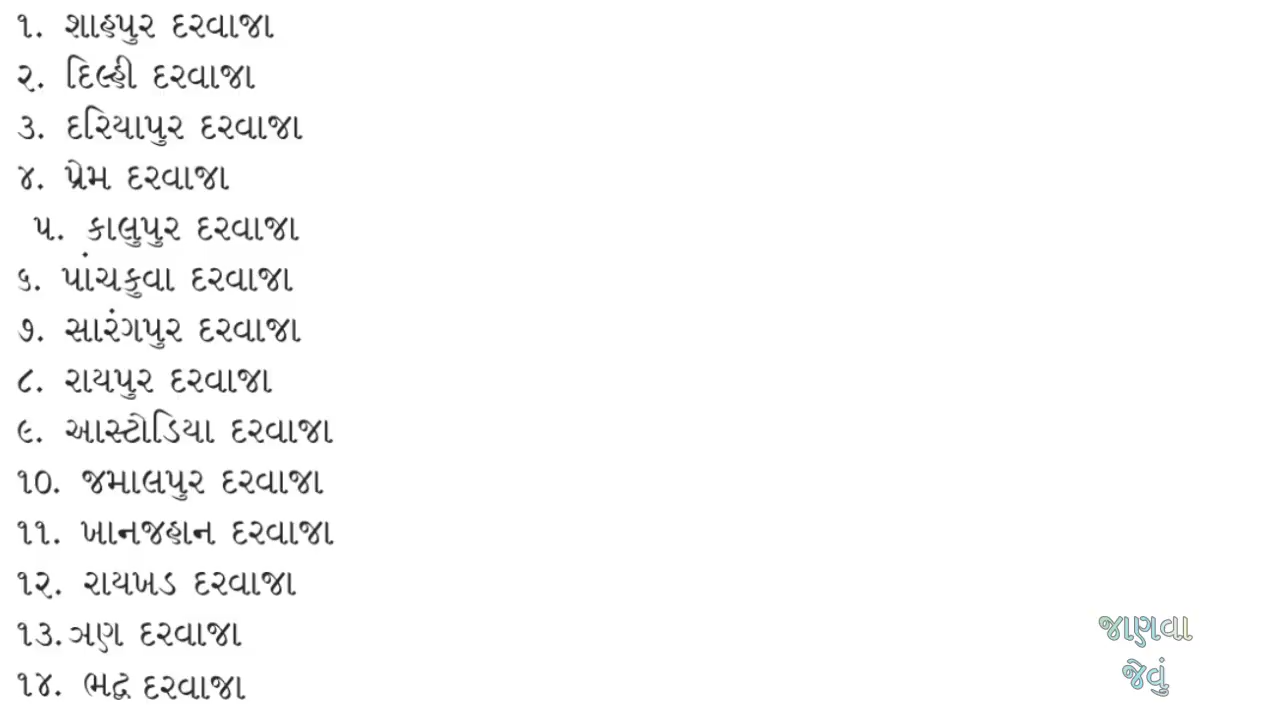 ૧. શાહપુર દરવાજા
૨. દિલ્હી દરવાજા
૩. દરિયાપુર દરવાજા
૪. પ્રેમ દરવાજા
૫. કાલુપુર દરવાજા
૬. પાંચકુવા દરવાજા
૭. સારંગપુર દરવાજા
૮. રાયપુર દરવાજા
૯. આસ્ટોડિયા દરવાજા
૧૦. જમાલપુર દરવાજા
૧૧. ખાનજહાન દરવાજા
૧૨. રાયખડ દરવાજા
૧૩. ત્રણ દરવાજા
૧૪. ભદ્ર દરવાજા
જાણવા
જેવું